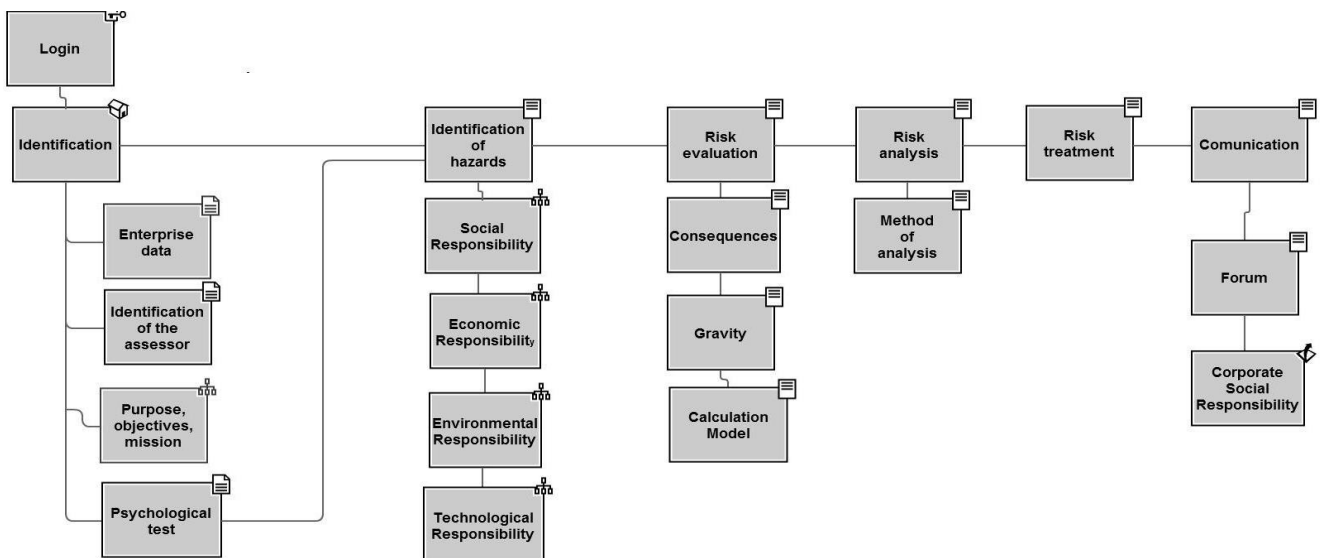 Login
Identification
Enterprise
data
Identification
of the
assessor
Purpose,
objectives,
mission
Psychological
test
Identification
of
hazards
Social
Responsibility
Economic
Responsibility
Environmental
Responsibility
Technological
Responsibility
Risk
evaluation
Consequences
Gravity
Calculation
Model
Risk
analysis
Method
of
analysis
Risk
treatment
Comunication
Forum
Corporate
Social
Responsibility